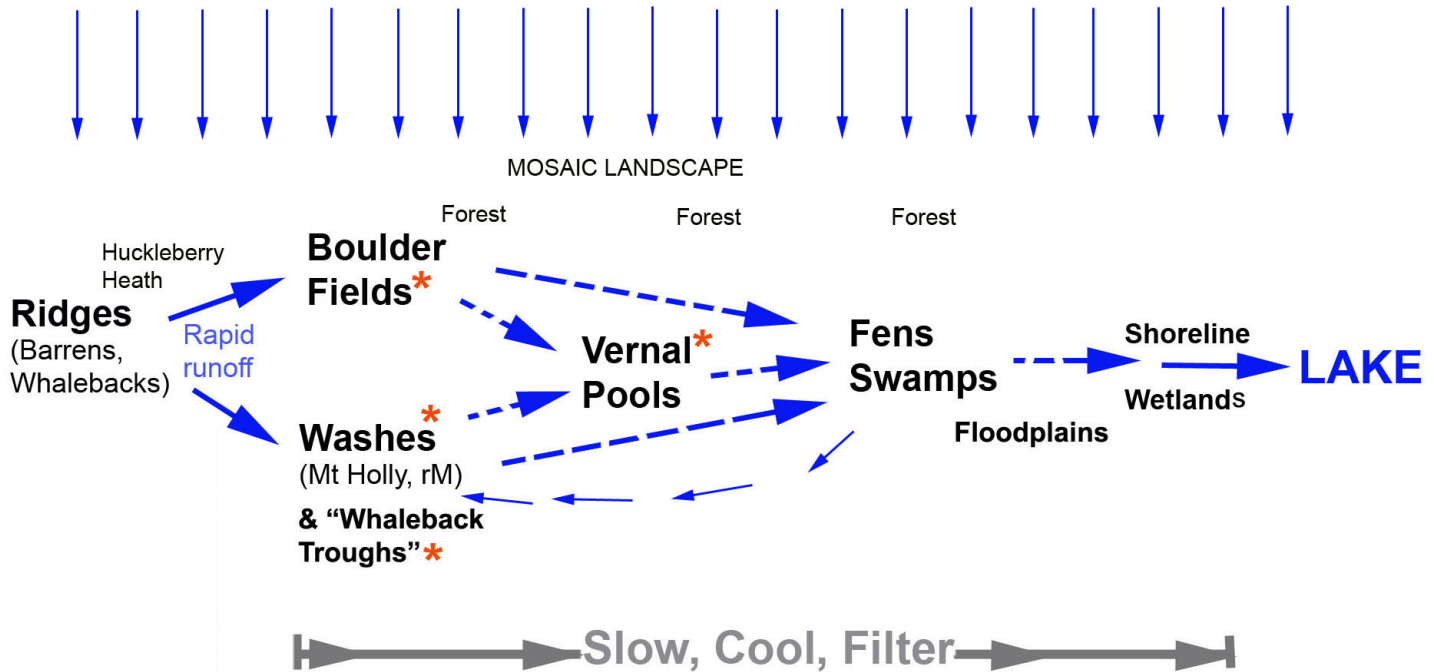 MOSAIC LANDSCAPE
Forest
Forest
Forest
Huckleberry
Heath
Boulder
Fields*
Ridges
(Barrens,
Whalebacks)
Rapid
runoff
Vernal*
Pools
Fens
Swamps
Shoreline
Wetlands
LAKE
Floodplains
Washes*
(Mt Holly, rM)
& “Whaleback
Troughs”*
Slow, Cool, Filter